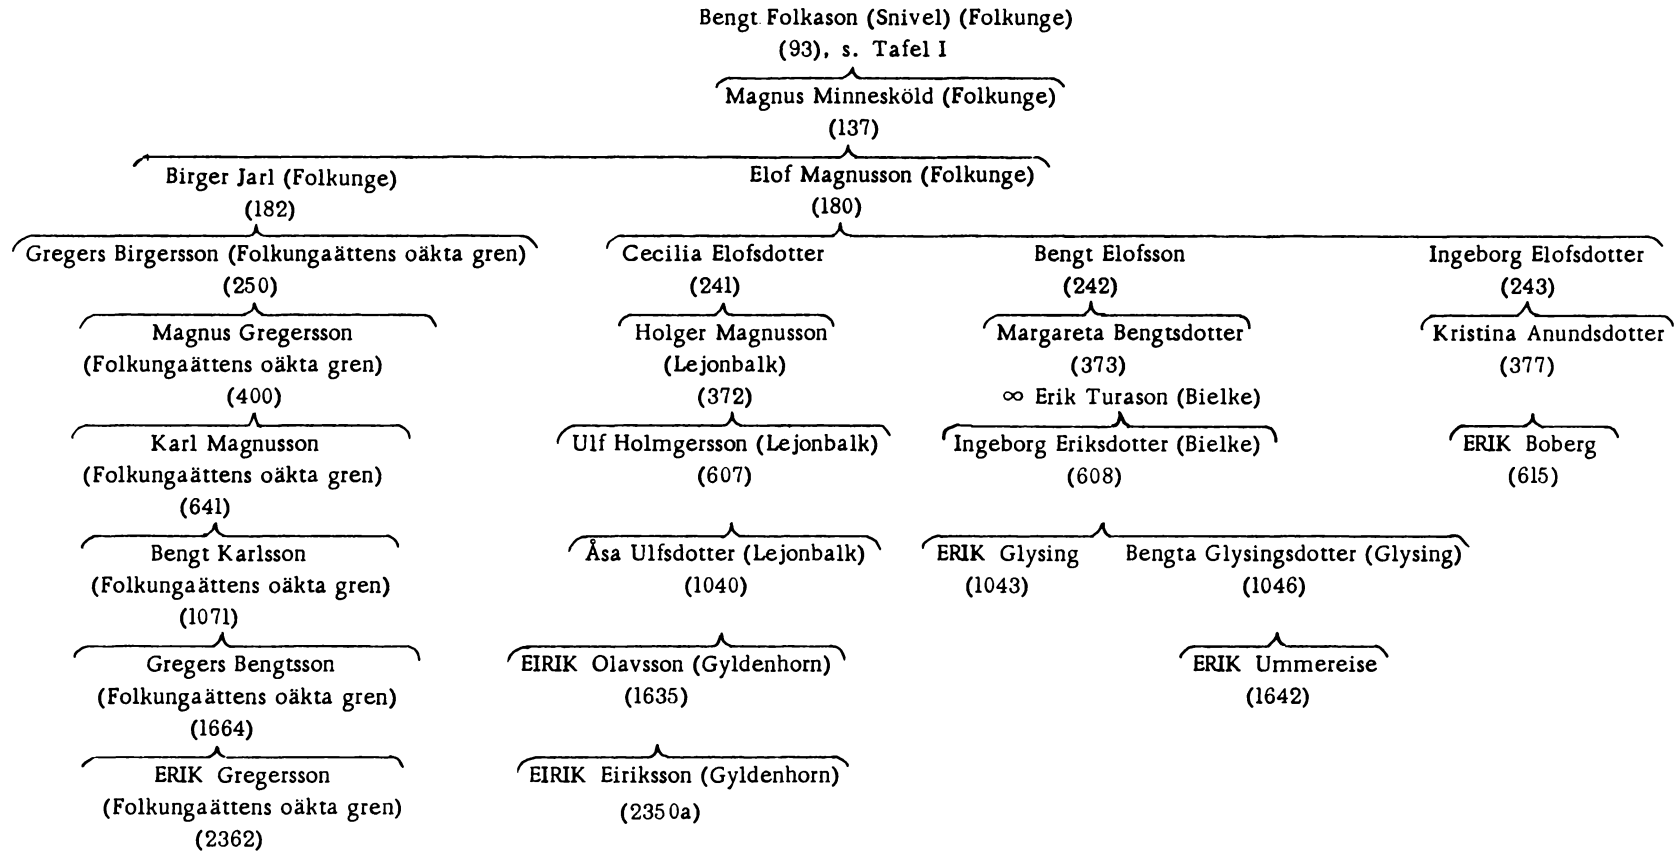 Bengt Folkason (Snivel) (Folkunge)
(93), s. Tafel I
Magnus Minnesköld (Folkunge)
(137)
Birger Jarl (Folkunge)
(182)
Elof Magnusson (Folkunge)
(180)
Gregers Birgersson (Folkungaättens oäkta gren)
(250)
Cecilia Elofsdotter
(241)
Bengt Elofsson
(242)
Ingeborg Elofsdotter
(243)
Magnus Gregersson
(Folkungaättens oäkta gren)
(400)
Holger Magnusson
(Lejonbalk)
(372)
Margareta Bengtsdotter
(373)
∞ Erik Turason (Bielke)
Kristina Anundsdotter
(377)
Karl Magnusson
(Folkungaättens oäkta gren)
(641)
Ulf Holmgersson (Lejonbalk)
(607)
Ingeborg Eriksdotter (Bielke)
(608)
ERIK Boberg
(615)
Bengt Karlsson
(Folkungaättens oäkta gren)
(1071)
Åsa Ulfsdotter (Lejonbalk)
(1040)
ERIK Glysing
(1043)
Bengta Glysingsdotter (Glysing)
(1046)
Gregers Bengtsson
(Folkungaättens oäkta gren)
(1664)
EIRIK Olavsson (Gyldenhorn)
(1635)
ERIK Ummereise
(1642)
ERIK Gregersson
(Folkungaättens oäkta gren)
(2362)
EIRIK Eiriksson (Gyldenhorn)
(2350a)